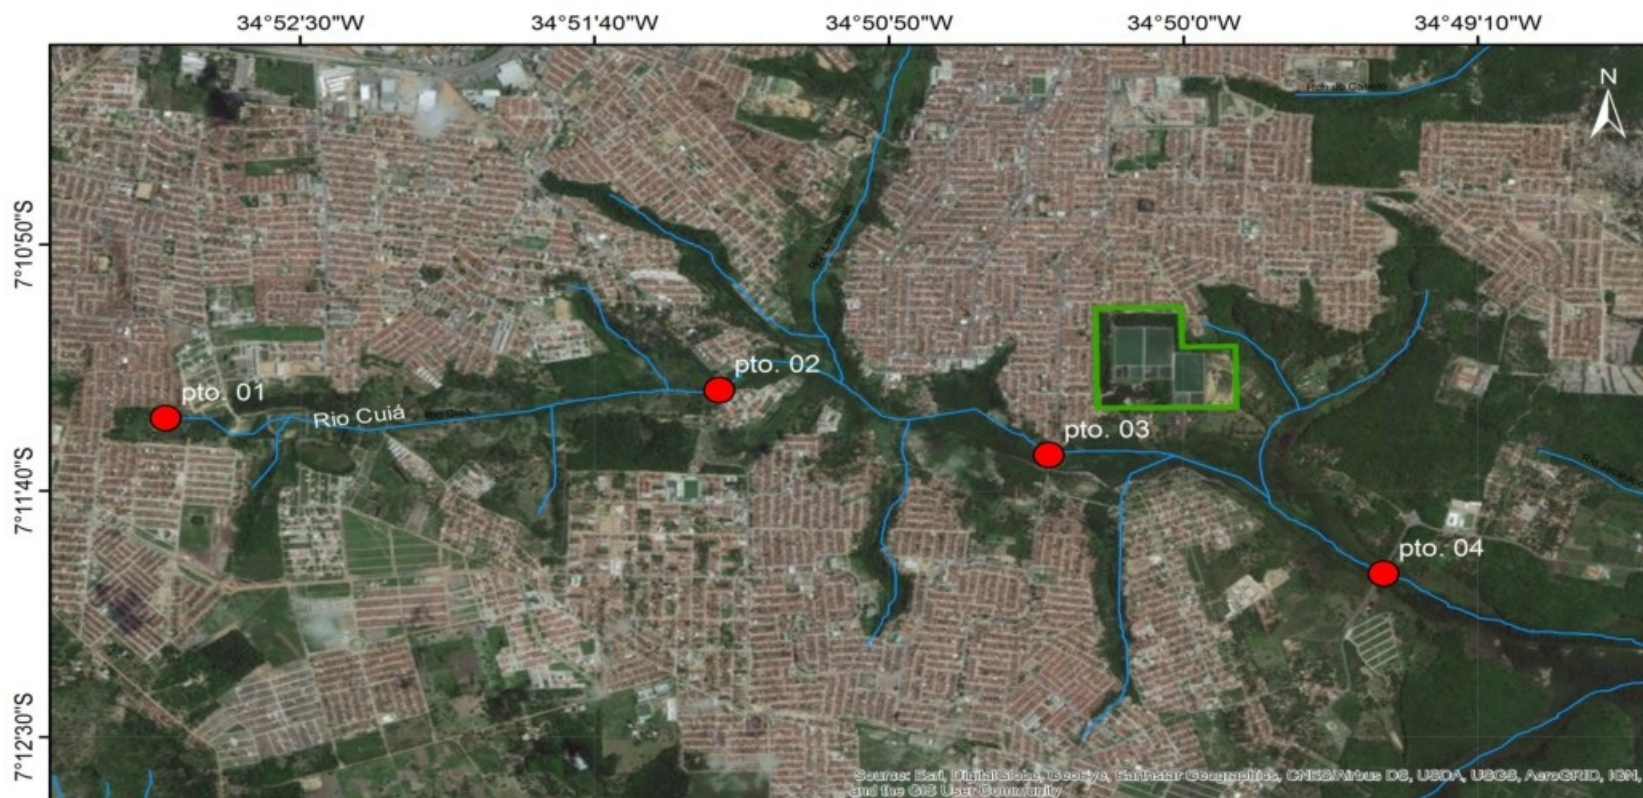 34°52'30"W
34°51'40"W
34°50'50"W
34°50'0"W
34°49'10"W
N
7°10'50"S
pto. 01
Rio Cuiá
pto. 02
pto. 03
7°11'40"S
pto. 04
7°12'30"S
Source: Esri, DigitalGlobe, GeoEye, Earthstar Geographics, CNES/Airbus DS, USDA, USGS, AeroGRID, IGN,
and the GIS User Community